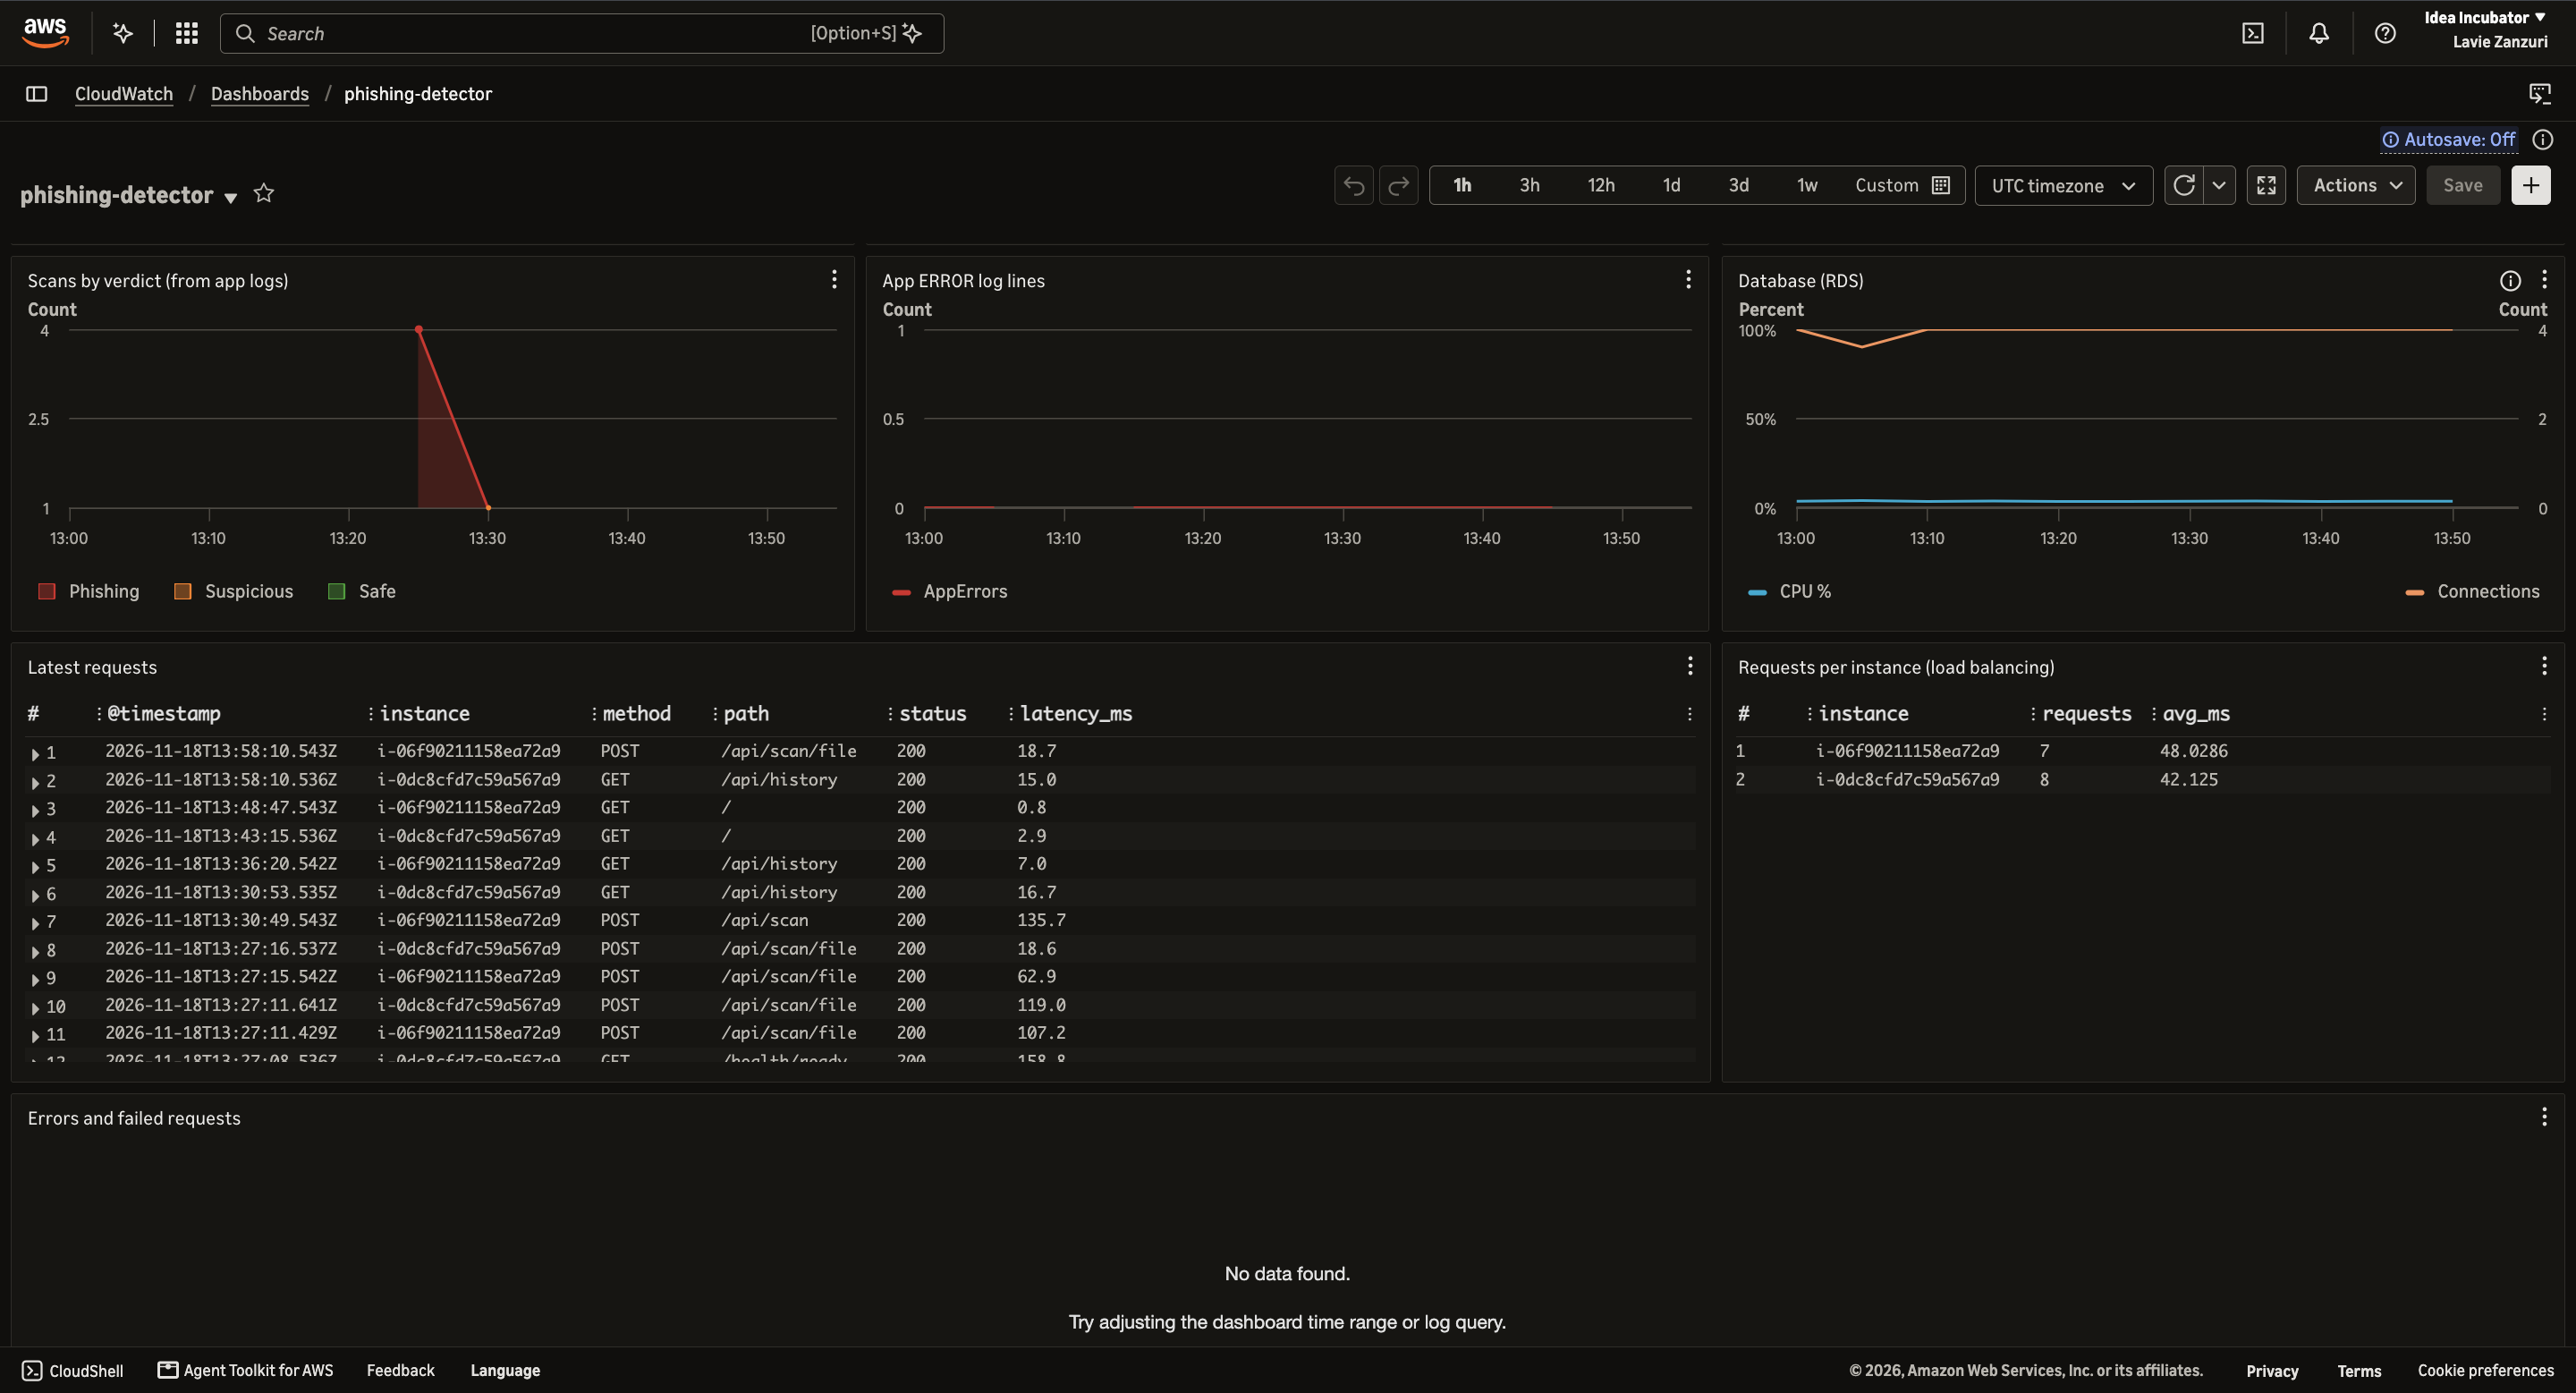 aws
Search [Option+S]
Idea Incubator
Lavie Zanzuri
CloudWatch / Dashboards / phishing-detector
Autosave: Off
phishing-detector
1h 3h 12h 1d 3d 1w Custom UTC timezone Actions Save
Scans by verdict (from app logs)
Count
4
2.5
1
13:00 13:10 13:20 13:30 13:40 13:50
Phishing Suspicious Safe
App ERROR log lines
Count
1
0.5
0
13:00 13:10 13:20 13:30 13:40 13:50
AppErrors
Database (RDS)
Percent Count
100% 4
50% 2
0% 0
13:00 13:10 13:20 13:30 13:40 13:50
CPU % Connections
Latest requests
# @timestamp instance method path status latency_ms
1 2026-11-18T13:58:10.543Z i-06f90211158ea72a9 POST /api/scan/file 200 18.7
2 2026-11-18T13:58:10.536Z i-0dc8cfd7c59a567a9 GET /api/history 200 15.0
3 2026-11-18T13:48:47.543Z i-06f90211158ea72a9 GET / 200 0.8
4 2026-11-18T13:43:15.536Z i-0dc8cfd7c59a567a9 GET / 200 2.9
5 2026-11-18T13:36:20.542Z i-06f90211158ea72a9 GET /api/history 200 7.0
6 2026-11-18T13:30:53.535Z i-0dc8cfd7c59a567a9 GET /api/history 200 16.7
7 2026-11-18T13:30:49.543Z i-06f90211158ea72a9 POST /api/scan 200 135.7
8 2026-11-18T13:27:16.537Z i-0dc8cfd7c59a567a9 POST /api/scan/file 200 18.6
9 2026-11-18T13:27:15.542Z i-06f90211158ea72a9 POST /api/scan/file 200 62.9
10 2026-11-18T13:27:11.641Z i-0dc8cfd7c59a567a9 POST /api/scan/file 200 119.0
11 2026-11-18T13:27:11.429Z i-06f90211158ea72a9 POST /api/scan/file 200 107.2
12 2026-11-18T13:27:08.536Z i-0dc8cfd7c59a567a9 GET /health/ready 200 158.8
Requests per instance (load balancing)
# instance requests avg_ms
1 i-06f90211158ea72a9 7 48.0286
2 i-0dc8cfd7c59a567a9 8 42.125
Errors and failed requests
No data found.
Try adjusting the dashboard time range or log query.
CloudShell Agent Toolkit for AWS Feedback Language © 2026, Amazon Web Services, Inc. or its affiliates. Privacy Terms Cookie preferences